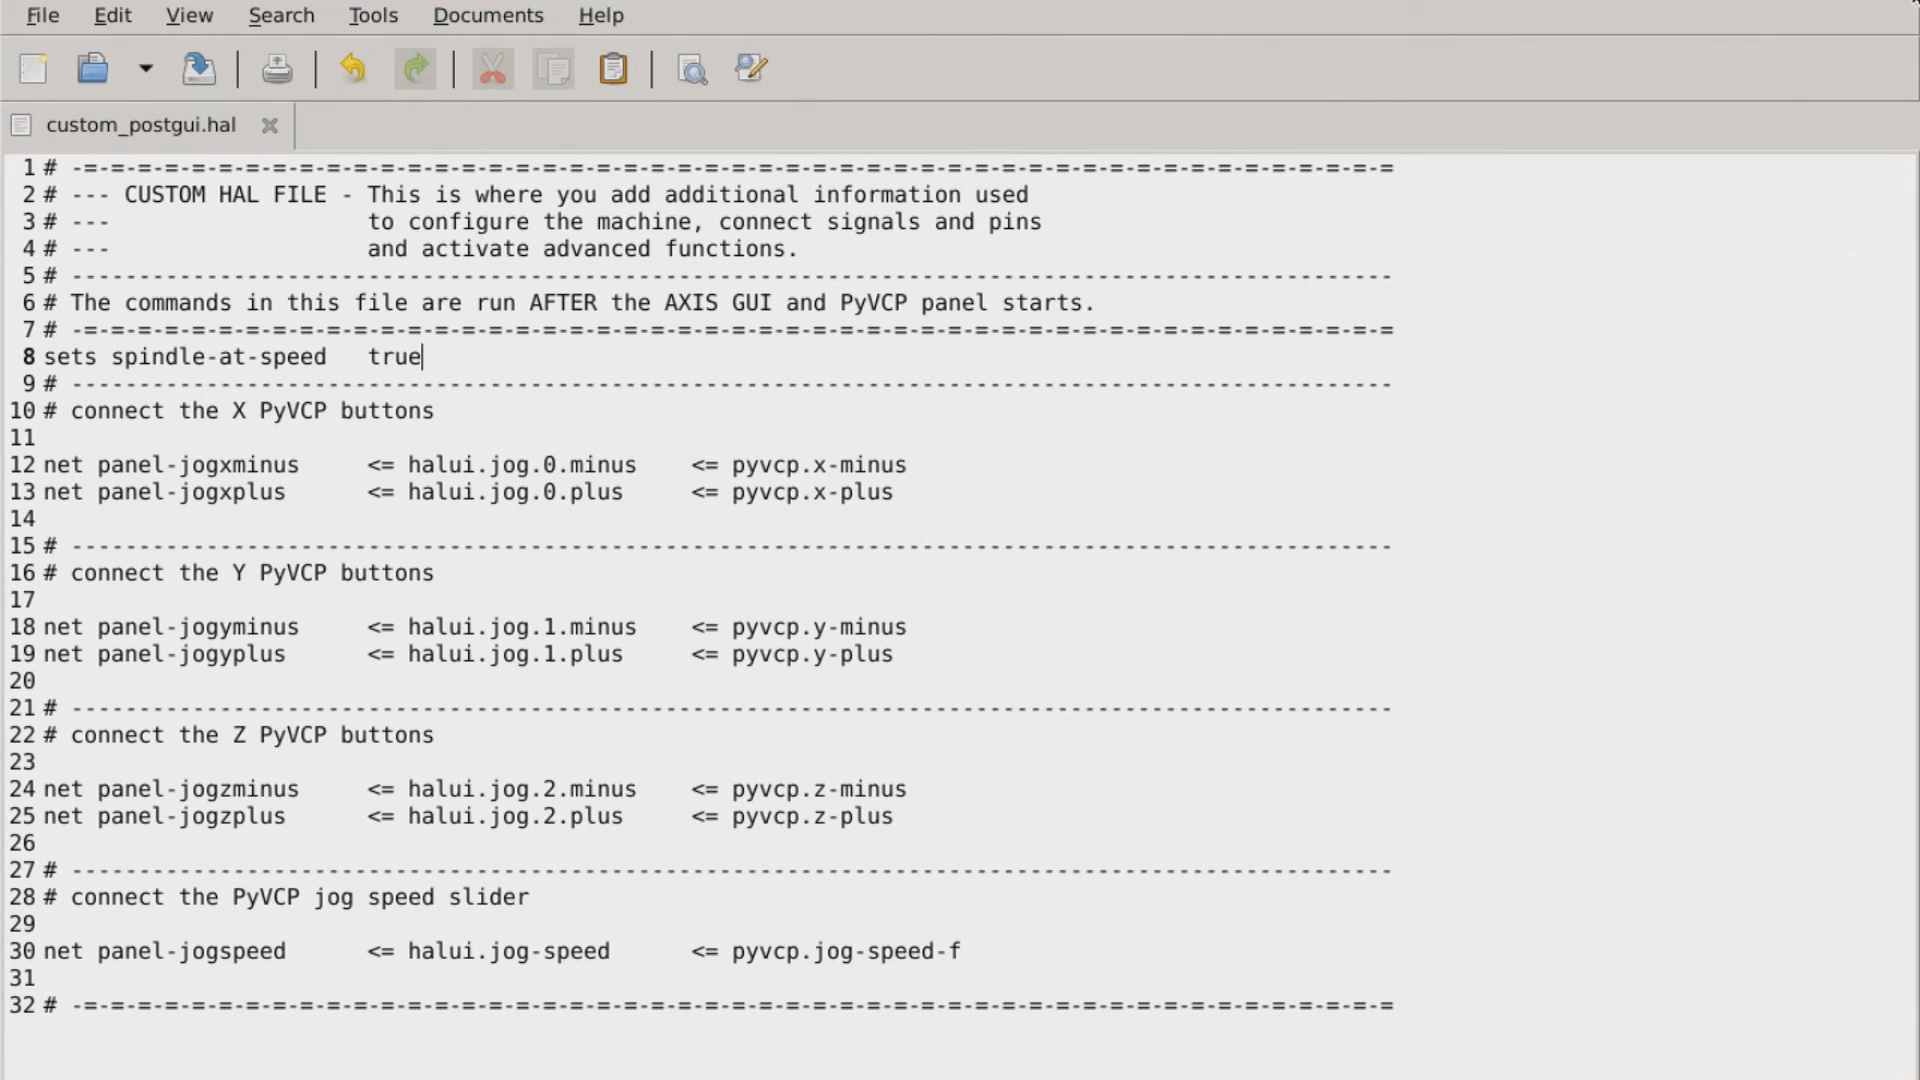 File Edit View Search Tools Documents Help
custom_postgui.hal
1 # -=-=-=-=-=-=-=-=-=-=-=-=-=-=-=-=-=-=-=-=-=-=-=-=-=-=-=-=-=-=-=-=-=-=-=-=-=-=-=-=-=-=-=-=-=-=-=-=-=
2 # --- CUSTOM HAL FILE - This is where you add additional information used
3 # ---                   to configure the machine, connect signals and pins
4 # ---                   and activate advanced functions.
5 # --------------------------------------------------------------------------------------------------
6 # The commands in this file are run AFTER the AXIS GUI and PyVCP panel starts.
7 # -=-=-=-=-=-=-=-=-=-=-=-=-=-=-=-=-=-=-=-=-=-=-=-=-=-=-=-=-=-=-=-=-=-=-=-=-=-=-=-=-=-=-=-=-=-=-=-=-=
8 sets spindle-at-speed   true
9 # --------------------------------------------------------------------------------------------------
10 # connect the X PyVCP buttons
11
12 net panel-jogxminus     <= halui.jog.0.minus    <= pyvcp.x-minus
13 net panel-jogxplus      <= halui.jog.0.plus     <= pyvcp.x-plus
14
15 # --------------------------------------------------------------------------------------------------
16 # connect the Y PyVCP buttons
17
18 net panel-jogyminus     <= halui.jog.1.minus    <= pyvcp.y-minus
19 net panel-jogyplus      <= halui.jog.1.plus     <= pyvcp.y-plus
20
21 # --------------------------------------------------------------------------------------------------
22 # connect the Z PyVCP buttons
23
24 net panel-jogzminus     <= halui.jog.2.minus    <= pyvcp.z-minus
25 net panel-jogzplus      <= halui.jog.2.plus     <= pyvcp.z-plus
26
27 # --------------------------------------------------------------------------------------------------
28 # connect the PyVCP jog speed slider
29
30 net panel-jogspeed      <= halui.jog-speed      <= pyvcp.jog-speed-f
31
32 # -=-=-=-=-=-=-=-=-=-=-=-=-=-=-=-=-=-=-=-=-=-=-=-=-=-=-=-=-=-=-=-=-=-=-=-=-=-=-=-=-=-=-=-=-=-=-=-=-=